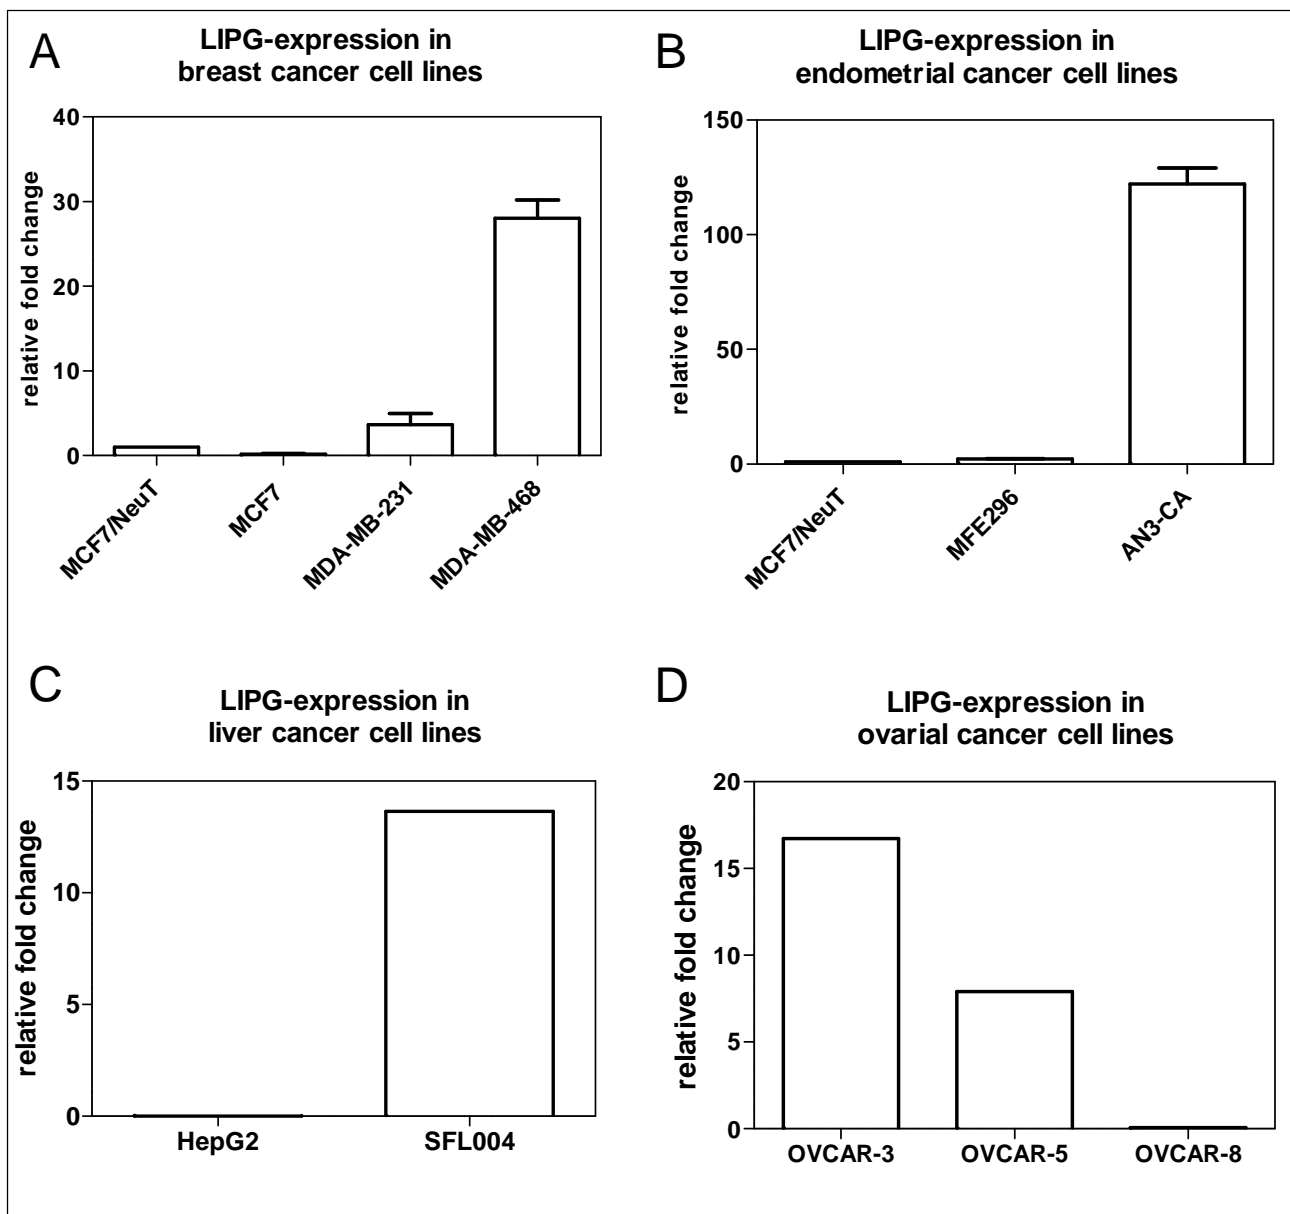 A
LIPG-expression in
breast cancer cell lines
relative fold change
40
30
20
10
0
MCF7/NeuT
MCF7
MDA-MB-231
MDA-MB-468
B
LIPG-expression in
endometrial cancer cell lines
relative fold change
150
100
50
0
MCF7/NeuT
MFE296
AN3-CA
C
LIPG-expression in
liver cancer cell lines
relative fold change
15
10
5
0
HepG2
SFL004
D
LIPG-expression in
ovarial cancer cell lines
relative fold change
20
15
10
5
0
OVCAR-3
OVCAR-5
OVCAR-8